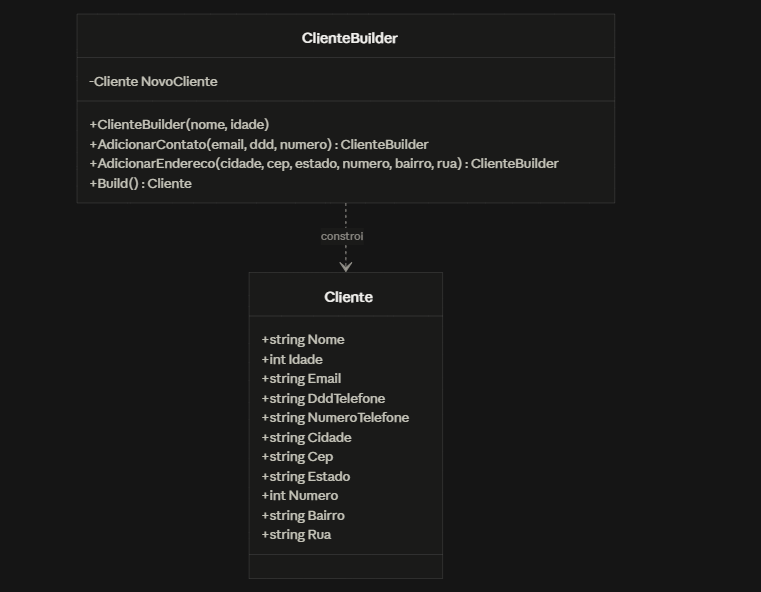 ClienteBuilder
-Cliente NovoCliente
+ClienteBuilder(nome, idade)
+AdicionarContato(email, ddd, numero) : ClienteBuilder
+AdicionarEndereco(cidade, cep, estado, numero, bairro, rua) : ClienteBuilder
+Build() : Cliente
constroi
Cliente
+string Nome
+int Idade
+string Email
+string DddTelefone
+string NumeroTelefone
+string Cidade
+string Cep
+string Estado
+int Numero
+string Bairro
+string Rua